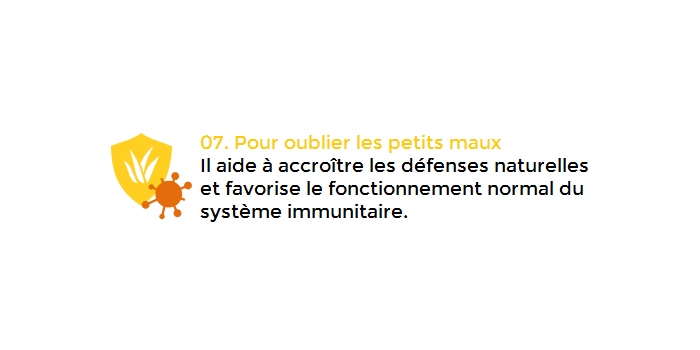 07. Pour oublier les petits maux
Il aide à accroître les défenses naturelles
et favorise le fonctionnement normal du
système immunitaire.